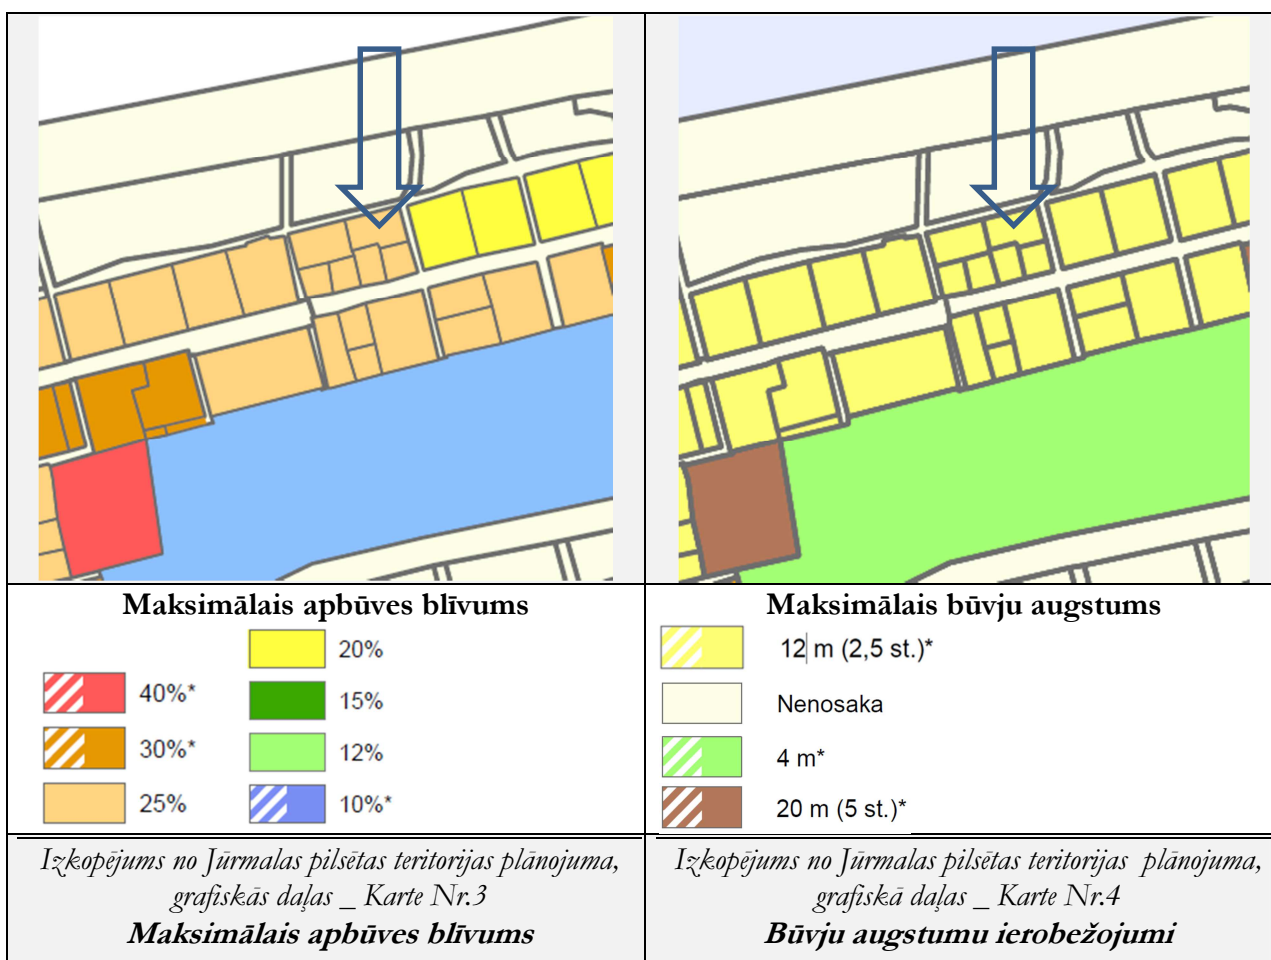 Maksimālais apbūves blīvums
40%*
30%*
25%
20%
15%
12%
10%*
Izkopējums no Jūrmalas pilsētas teritorijas plānojuma,
grafiskās daļas _ Karte Nr.3
Maksimālais apbūves blīvums
Maksimālais būvju augstums
12 m (2,5 st.)*
Nenosaka
4 m*
20 m (5 st.)*
Izkopējums no Jūrmalas pilsētas teritorijas plānojuma,
grafiskā daļas _ Karte Nr.4
Būvju augstumu ierobežojumi